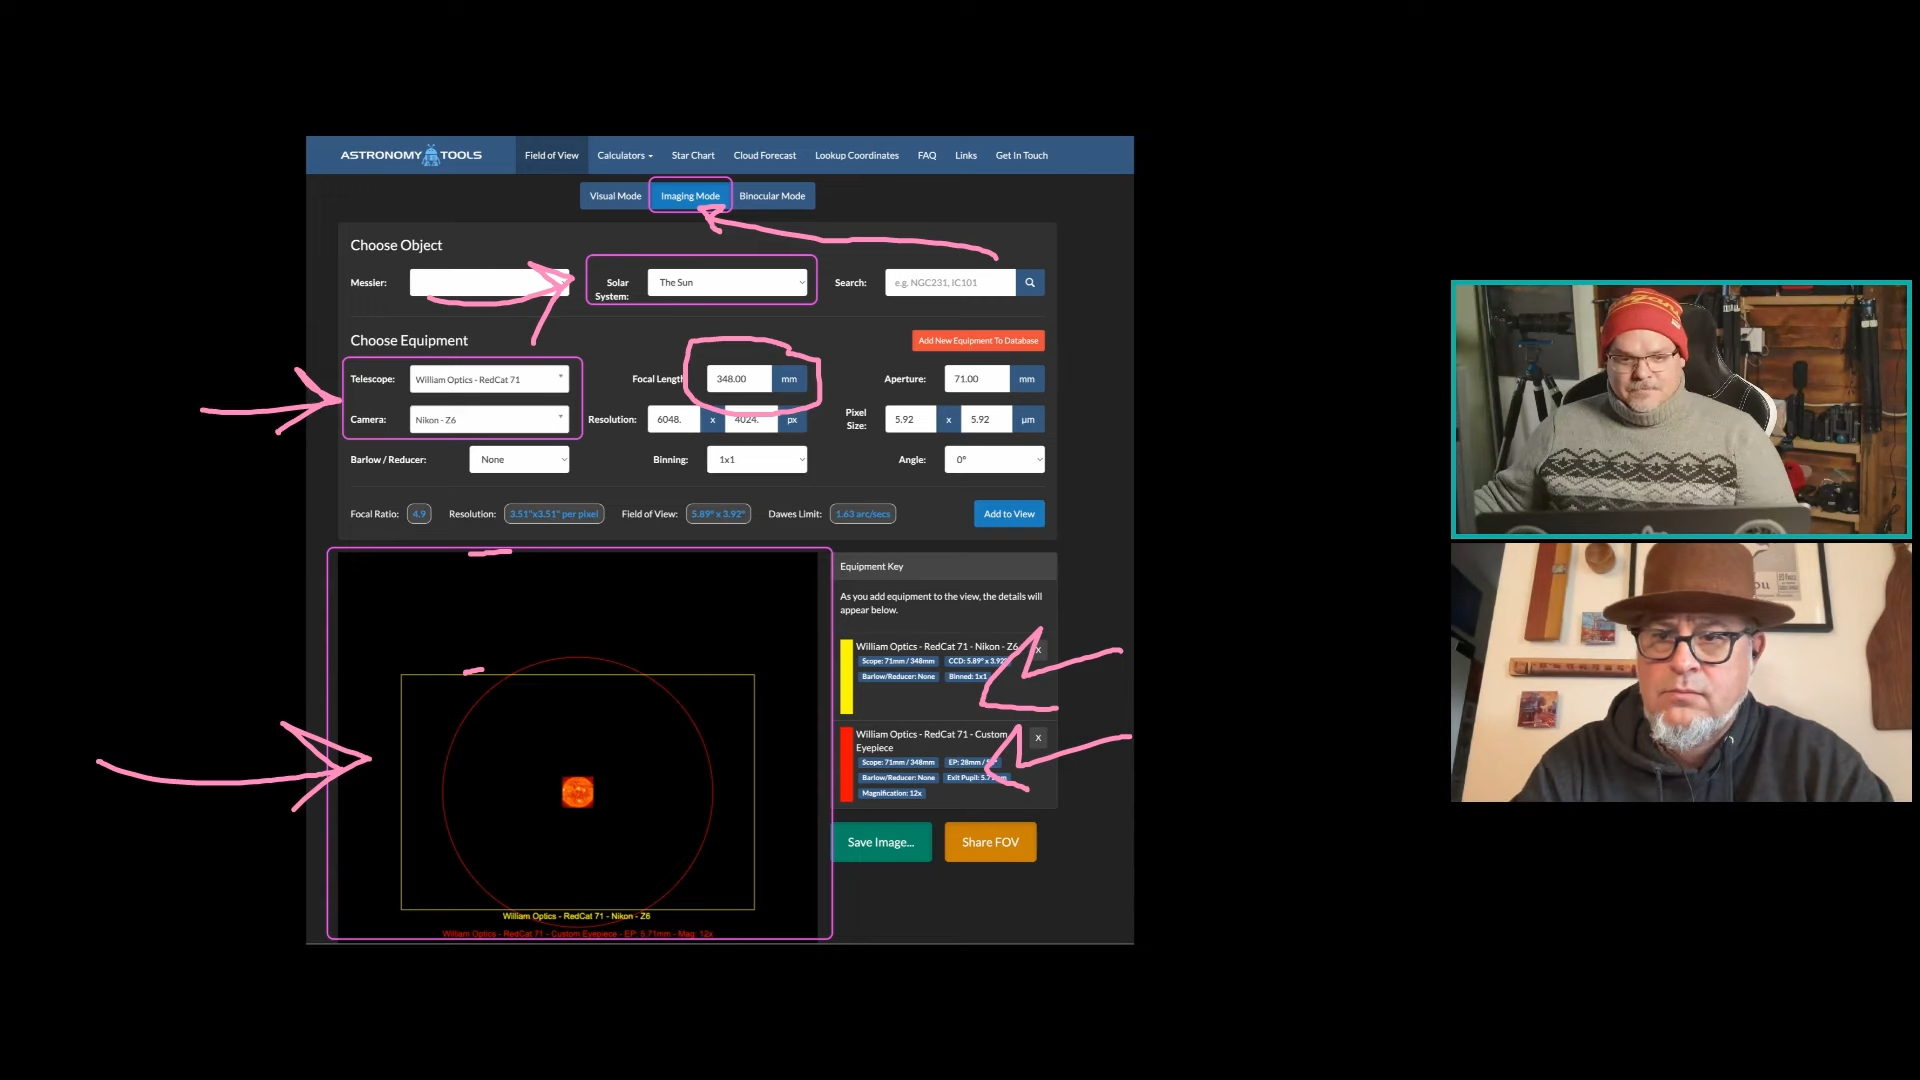 ASTRONOMY TOOLS Field of View Calculators Star Chart Cloud Forecast Lookup Coordinates FAQ Links Get In Touch
Visual Mode Imaging Mode Binocular Mode
Choose Object
Messier: Solar System: The Sun Search: e.g. NGC231, IC101
Choose Equipment Add New Equipment To Database
Telescope: William Optics - RedCat 71 Focal Length 348.00 mm Aperture: 71.00 mm
Camera: Nikon - Z6 Resolution: 6048. x 4024. px Pixel Size: 5.92 x 5.92 µm
Barlow / Reducer: None Binning: 1x1 Angle: 0°
Focal Ratio: 4.9 Resolution: 3.51"x3.51" per pixel Field of View: 5.89° x 3.92° Dawes Limit: 1.63 arc/secs Add to View
Equipment Key
As you add equipment to the view, the details will
appear below.
William Optics - RedCat 71 - Nikon - Z6 x
Scope: 71mm / 348mm CCD: 5.89° x 3.92°
Barlow/Reducer: None Binned: 1x1
William Optics - RedCat 71 - Custom x
Eyepiece
Scope: 71mm / 348mm EP: 28mm /
Barlow/Reducer: None Exit Pupil:
Magnification: 12x
Save Image... Share FOV
William Optics - RedCat 71 - Nikon - Z6
William Optics - RedCat 71 - Custom Eyepiece - EP: 5.71mm - Mag: 12x